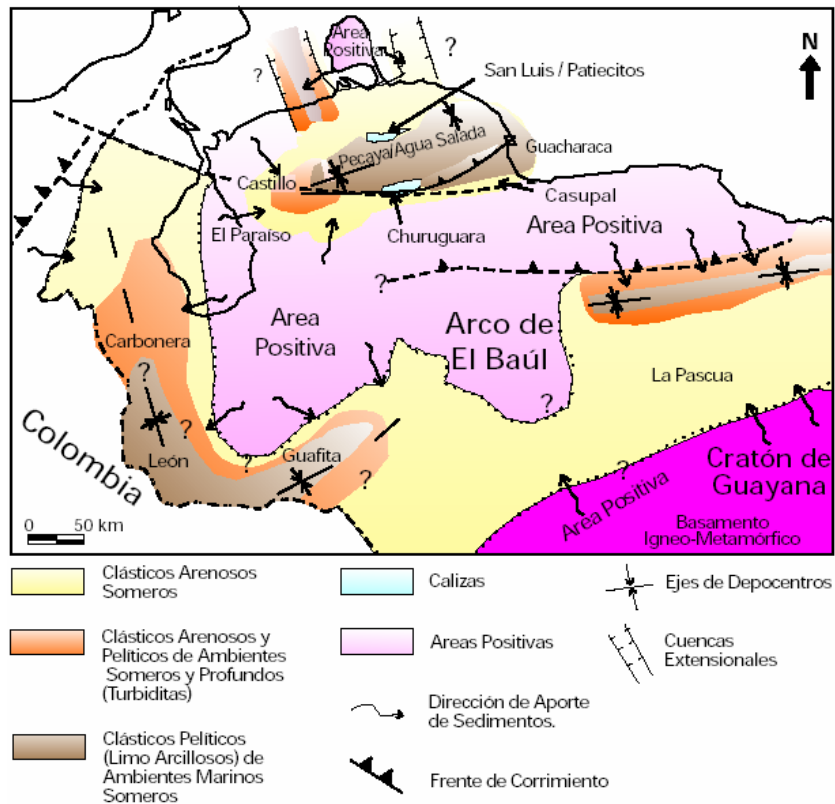 Area
Positiva
?
?
N
San Luis / Patiecitos
Pecaya/Agua Salada
Guacharaca
Castillo
Casupal
El Paraíso
Churuguara
Area Positiva
?
Area
Positiva
Arco de
El Baúl
Carbonera
La Pascua
?
?
?
León
Guafita
?
?
?
Colombia
Cratón de
Guayana
Area Positiva
Basamento
Igneo-Metamórfico
0 50 km
Clásticos Arenosos
Someros
Clásticos Arenosos y
Pelíticos de Ambientes
Someros y Profundos
(Turbiditas)
Clásticos Pelíticos
(Limo Arcillosos) de
Ambientes Marinos
Someros
Calizas
Areas Positivas
Dirección de Aporte
de Sedimentos.
Frente de Corrimiento
Ejes de Depocentros
Cuencas
Extensionales